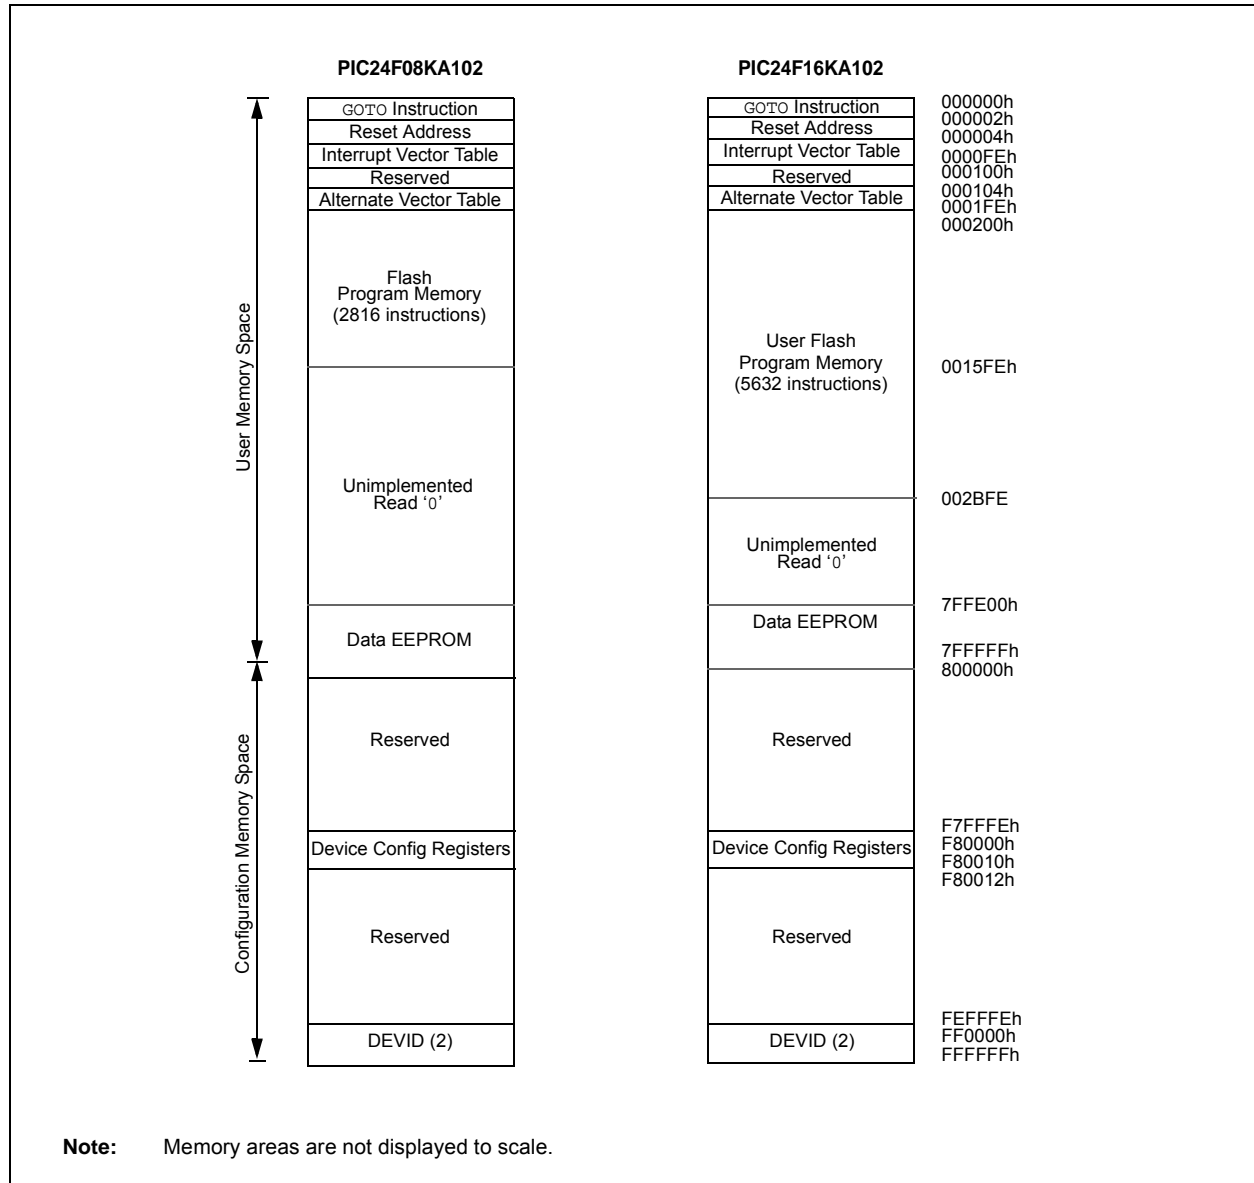 PIC24F08KA102
GOTO Instruction
Reset Address
Interrupt Vector Table
Reserved
Alternate Vector Table
Flash
Program Memory
(2816 instructions)
Unimplemented
Read ‘0’
Data EEPROM
Reserved
Device Config Registers
Reserved
DEVID (2)
User Memory Space
Configuration Memory Space
PIC24F16KA102
GOTO Instruction
Reset Address
Interrupt Vector Table
Reserved
Alternate Vector Table
User Flash
Program Memory
(5632 instructions)
Unimplemented
Read ‘0’
Data EEPROM
Reserved
Device Config Registers
Reserved
DEVID (2)
000000h
000002h
000004h
0000FEh
000100h
000104h
0001FEh
000200h
0015FEh
002BFE
7FFE00h
7FFFFFh
800000h
F7FFFEh
F80000h
F80010h
F80012h
FEFFFEh
FF0000h
FFFFFFh
Note: Memory areas are not displayed to scale.